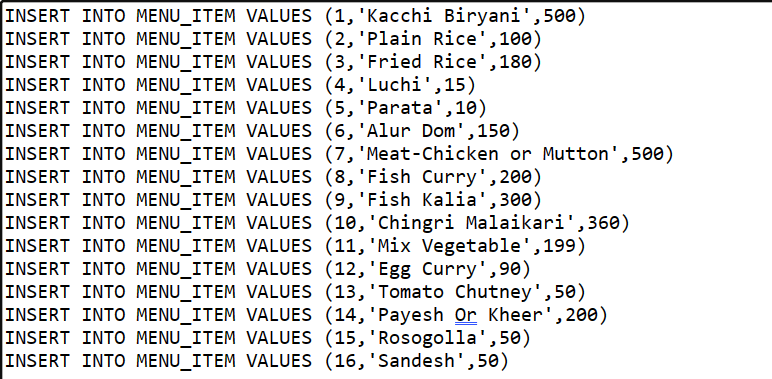 INSERT INTO MENU_ITEM VALUES (1,'Kacchi Biryani',500)
INSERT INTO MENU_ITEM VALUES (2,'Plain Rice',100)
INSERT INTO MENU_ITEM VALUES (3,'Fried Rice',180)
INSERT INTO MENU_ITEM VALUES (4,'Luchi',15)
INSERT INTO MENU_ITEM VALUES (5,'Parata',10)
INSERT INTO MENU_ITEM VALUES (6,'Alur Dom',150)
INSERT INTO MENU_ITEM VALUES (7,'Meat-Chicken or Mutton',500)
INSERT INTO MENU_ITEM VALUES (8,'Fish Curry',200)
INSERT INTO MENU_ITEM VALUES (9,'Fish Kalia',300)
INSERT INTO MENU_ITEM VALUES (10,'Chingri Malaikari',360)
INSERT INTO MENU_ITEM VALUES (11,'Mix Vegetable',199)
INSERT INTO MENU_ITEM VALUES (12,'Egg Curry',90)
INSERT INTO MENU_ITEM VALUES (13,'Tomato Chutney',50)
INSERT INTO MENU_ITEM VALUES (14,'Payesh Or Kheer',200)
INSERT INTO MENU_ITEM VALUES (15,'Rosogolla',50)
INSERT INTO MENU_ITEM VALUES (16,'Sandesh',50)